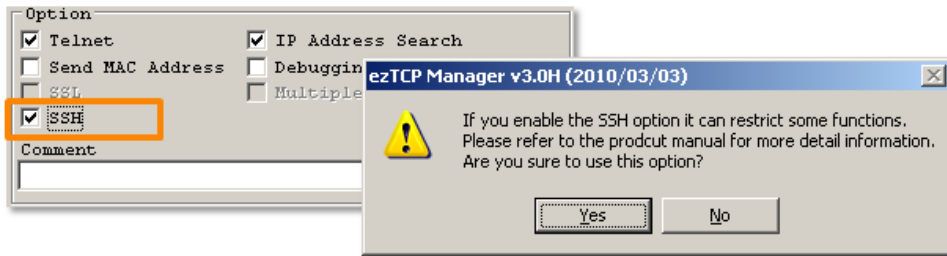 Option
Telnet
IP Address Search
Send MAC Address
SSL
Multiple
SSH
Comment
ezTCP Manager v3.0H (2010/03/03)
If you enable the SSH option it can restrict some functions.
Please refer to the prodcut manual for more detail information.
Are you sure to use this option?
Yes
No